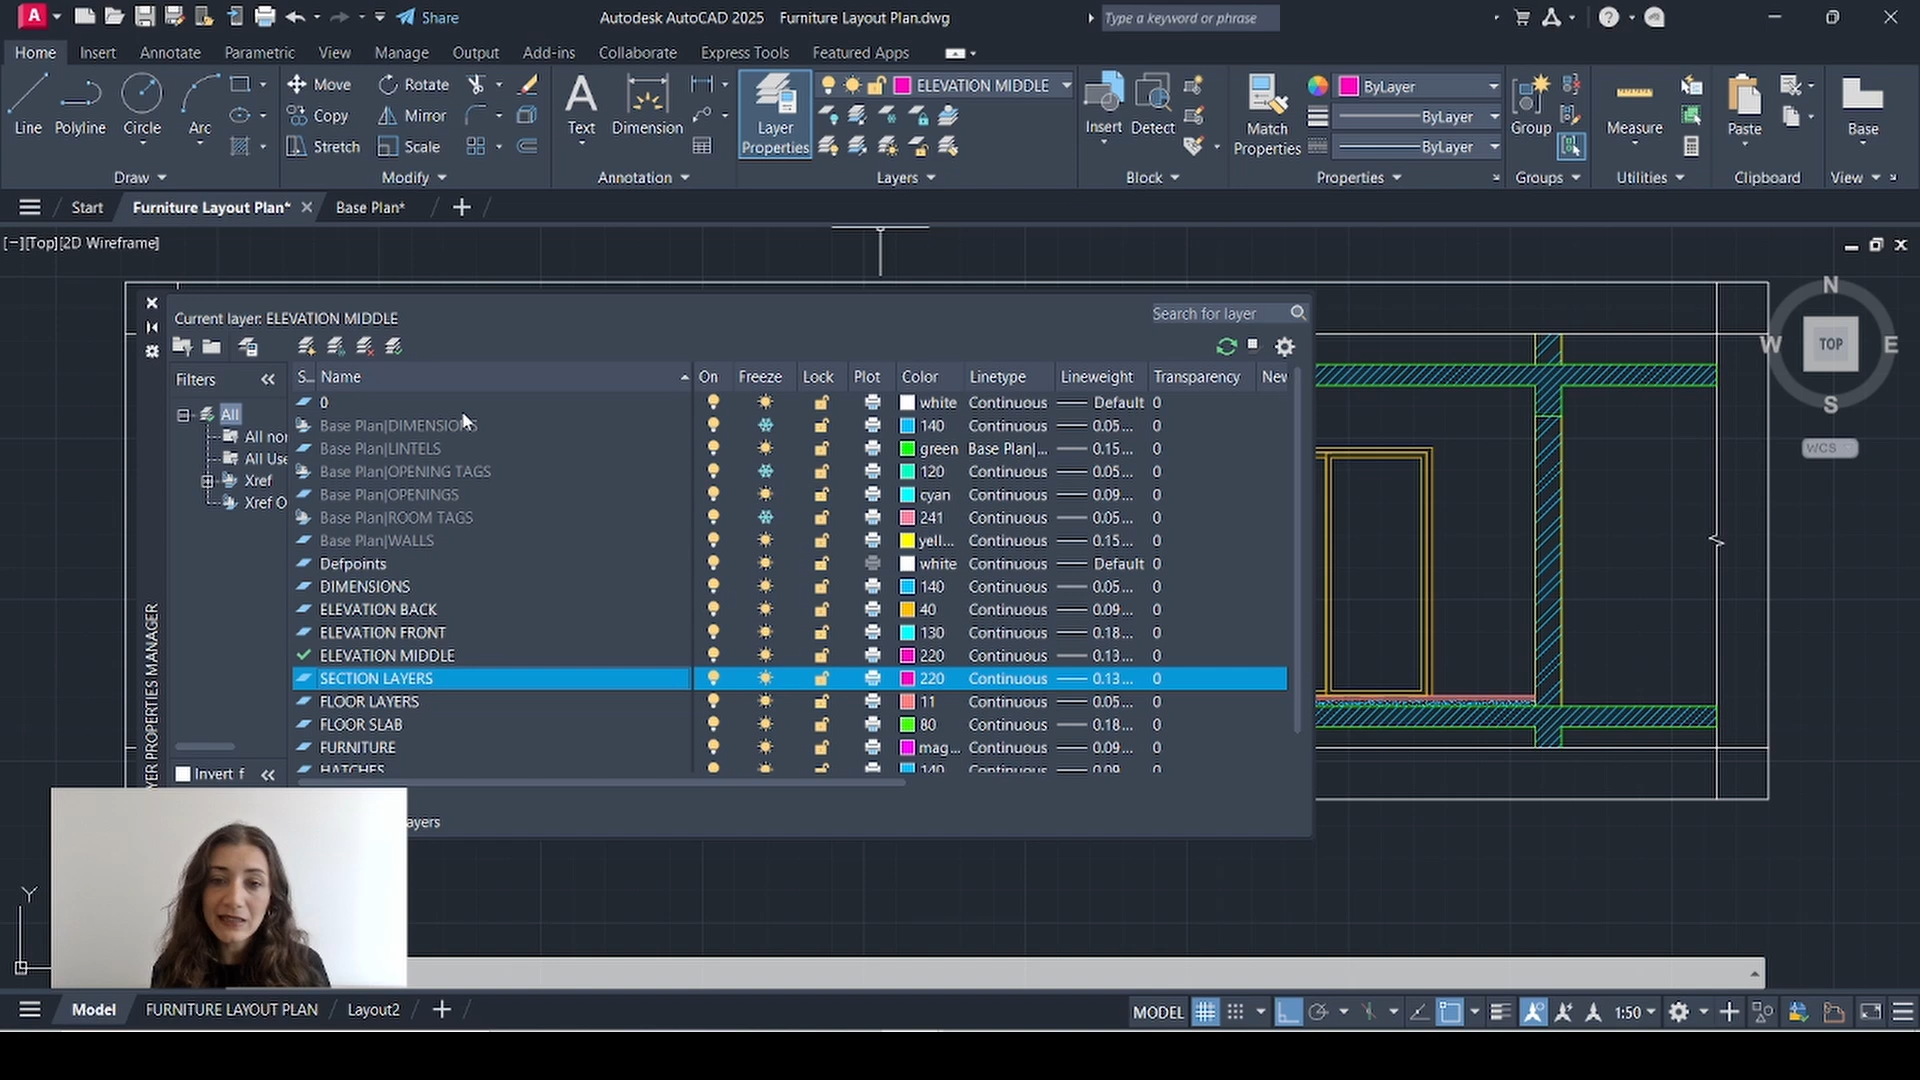 Share
Autodesk AutoCAD 2025 Furniture Layout Plan.dwg
Type a keyword or phrase
Home Insert Annotate Parametric View Manage Output Add-ins Collaborate Express Tools Featured Apps
Line Polyline Circle Arc
Move Rotate
Copy Mirror
Stretch Scale
Text Dimension
Layer Properties
ELEVATION MIDDLE
Insert Detect
Match Properties
ByLayer
ByLayer
ByLayer
Group Measure Paste Base
Draw Modify Annotation Layers Block Properties Groups Utilities Clipboard View
Start Furniture Layout Plan* Base Plan*
[−][Top][2D Wireframe]
N
W TOP E
S
WCS
Current layer: ELEVATION MIDDLE
Search for layer
Filters
All
All nor
All Use
Xref
Xref O
Invert f
S... Name On Freeze Lock Plot Color Linetype Lineweight Transparency New
0 white Continuous Default 0
Base Plan|DIMENSIONS 140 Continuous 0.05... 0
Base Plan|LINTELS green Base Plan|... 0.15... 0
Base Plan|OPENING TAGS 120 Continuous 0.05... 0
Base Plan|OPENINGS cyan Continuous 0.09... 0
Base Plan|ROOM TAGS 241 Continuous 0.05... 0
Base Plan|WALLS yell... Continuous 0.15... 0
Defpoints white Continuous Default 0
DIMENSIONS 140 Continuous 0.05... 0
ELEVATION BACK 40 Continuous 0.09... 0
ELEVATION FRONT 130 Continuous 0.18... 0
ELEVATION MIDDLE 220 Continuous 0.13... 0
SECTION LAYERS 220 Continuous 0.13... 0
FLOOR LAYERS 11 Continuous 0.05... 0
FLOOR SLAB 80 Continuous 0.18... 0
FURNITURE mag... Continuous 0.09... 0
HATCHES 140 Continuous 0.09 0
YER PROPERTIES MANAGER
ayers
Y
Model FURNITURE LAYOUT PLAN Layout2
MODEL 1:50